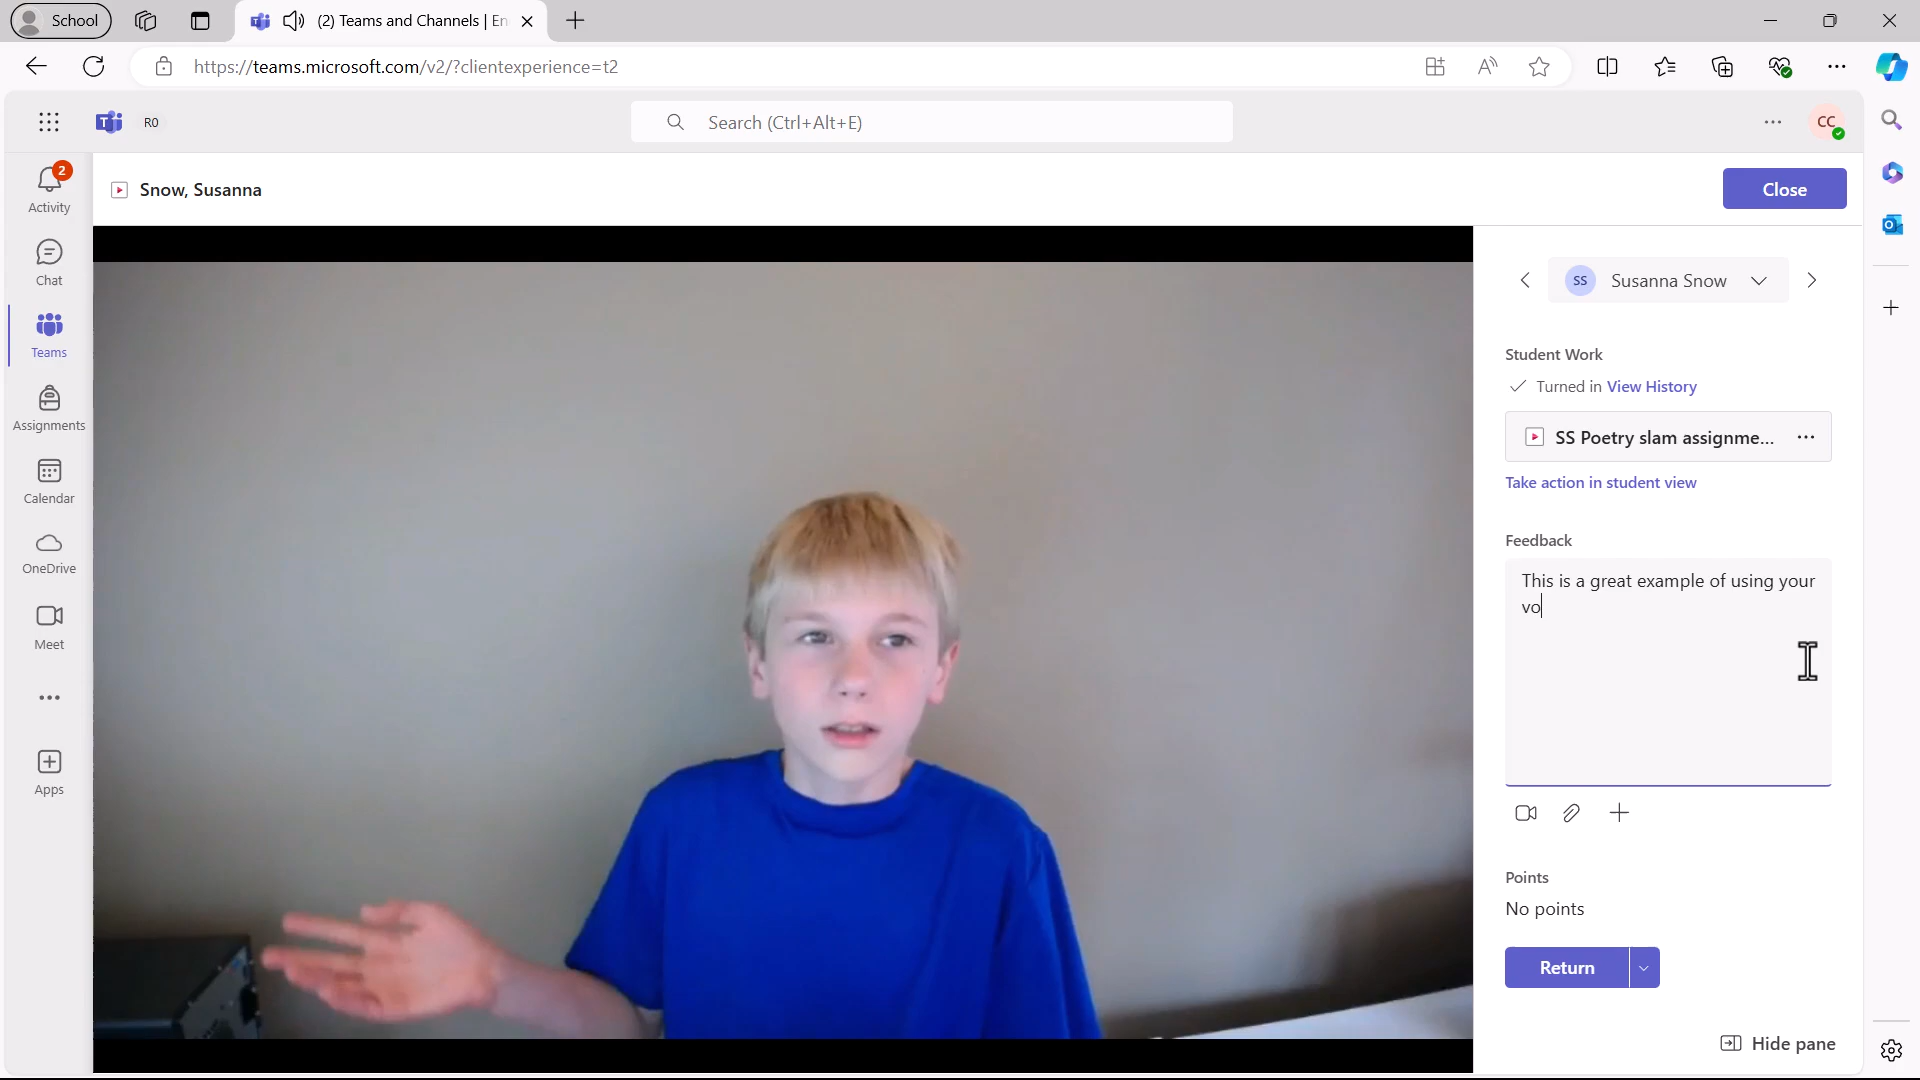 School
(2) Teams and Channels | En
https://teams.microsoft.com/v2/?clientexperience=t2
R0
Search (Ctrl+Alt+E)
CC
2
Activity
Chat
Teams
Assignments
Calendar
OneDrive
Meet
Apps
Snow, Susanna
Close
SS Susanna Snow
Student Work
Turned in View History
SS Poetry slam assignme...
Take action in student view
Feedback
This is a great example of using your
vo
Points
No points
Return
Hide pane